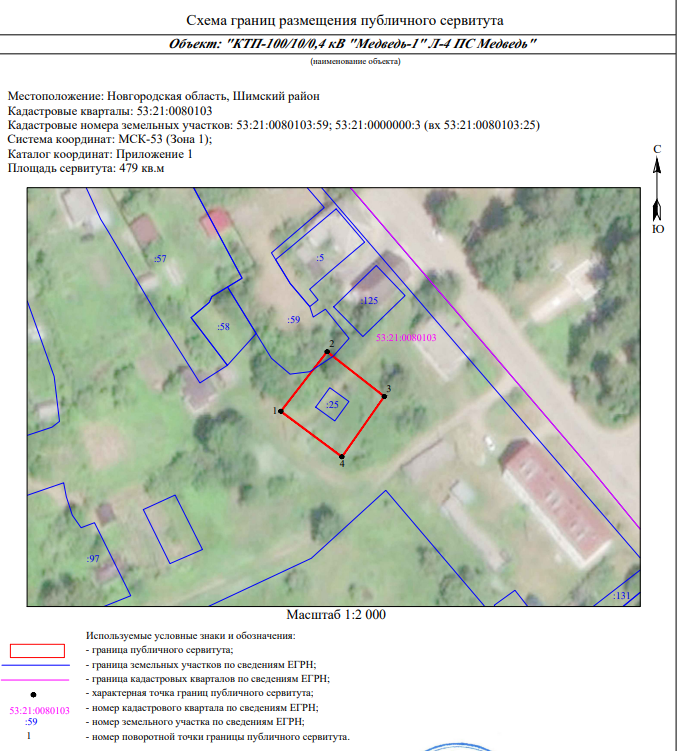 Схема границ размещения публичного сервитута
Объект: "КТП-100/10/0,4 кВ "Медведь-1" Л-4 ПС Медведь"
(наименование объекта)
Местоположение: Новгородская область, Шимский район
Кадастровые кварталы: 53:21:0080103
Кадастровые номера земельных участков: 53:21:0080103:59; 53:21:0000000:3 (вх 53:21:0080103:25)
Система координат: МСК-53 (Зона 1);
Каталог координат: Приложение 1
Площадь сервитута: 479 кв.м
С
Ю
:57
:5
:125
:58
:59
53:21:0080103
2
3
:25
1
4
:97
:131
Масштаб 1:2 000
Используемые условные знаки и обозначения:
- граница публичного сервитута;
- граница земельных участков по сведениям ЕГРН;
- граница кадастровых кварталов по сведениям ЕГРН;
- характерная точка границ публичного сервитута;
53:21:0080103 - номер кадастрового квартала по сведениям ЕГРН;
:59 - номер земельного участка по сведениям ЕГРН;
1 - номер поворотной точки границы публичного сервитута.